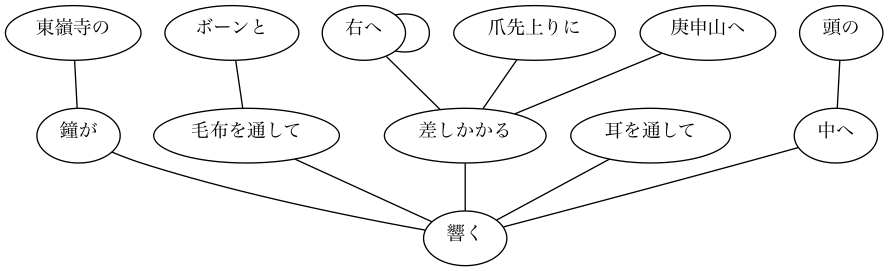 東嶺寺の
ボーンと
右へ
爪先上りに
庚申山へ
頭の
鐘が
毛布を通して
差しかかる
耳を通して
中へ
響く